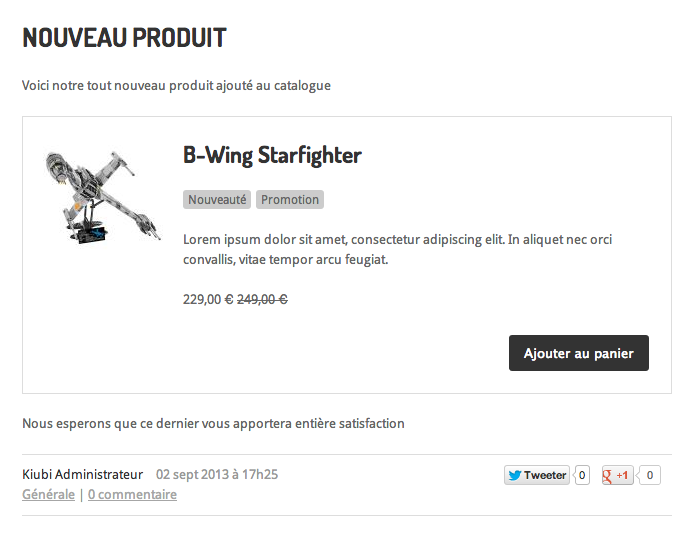 NOUVEAU PRODUIT
Voici notre tout nouveau produit ajouté au catalogue
B-Wing Starfighter
Nouveauté Promotion
Lorem ipsum dolor sit amet, consectetur adipiscing elit. In aliquet nec orci
convallis, vitae tempor arcu feugiat.
229,00 € 249,00 €
Ajouter au panier
Nous esperons que ce dernier vous apportera entière satisfaction
Kiubi Administrateur 02 sept 2013 à 17h25
Tweeter 0 g +1 0
Générale | 0 commentaire